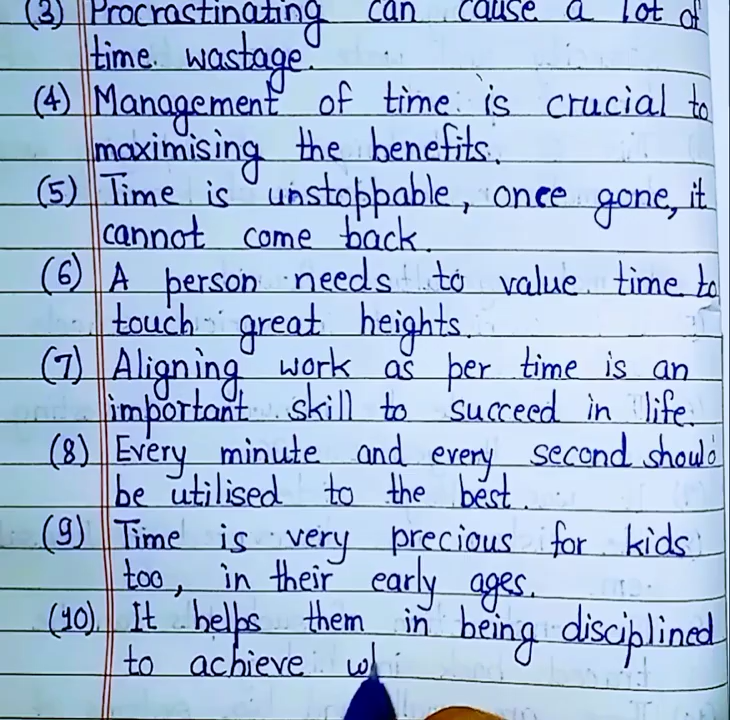 (3) Procrastinating can cause a lot of
time wastage.
(4) Management of time is crucial to
maximising the benefits.
(5) Time is unstoppable, once gone, it
cannot come back.
(6) A person needs to value time to
touch great heights.
(7) Aligning work as per time is an
important skill to succeed in life.
(8) Every minute and every second should
be utilised to the best.
(9) Time is very precious for kids
too, in their early ages.
(10) It helps them in being disciplined
to achieve